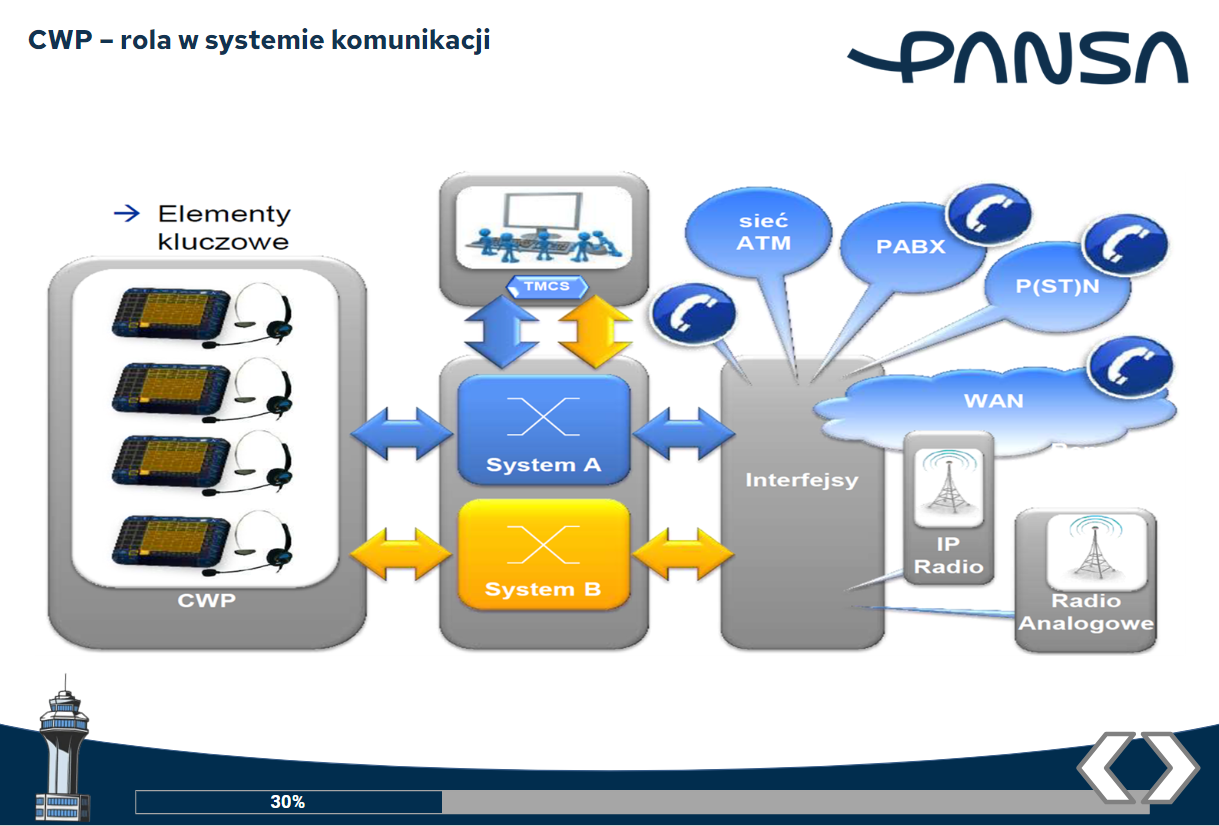 CWP – rola w systemie komunikacji
PANSA
→ Elementy
kluczowe
CWP
TMCS
System A
System B
sieć
ATM
PABX
P(ST)N
WAN
Interfejsy
IP
Radio
Radio
Analogowe
30%